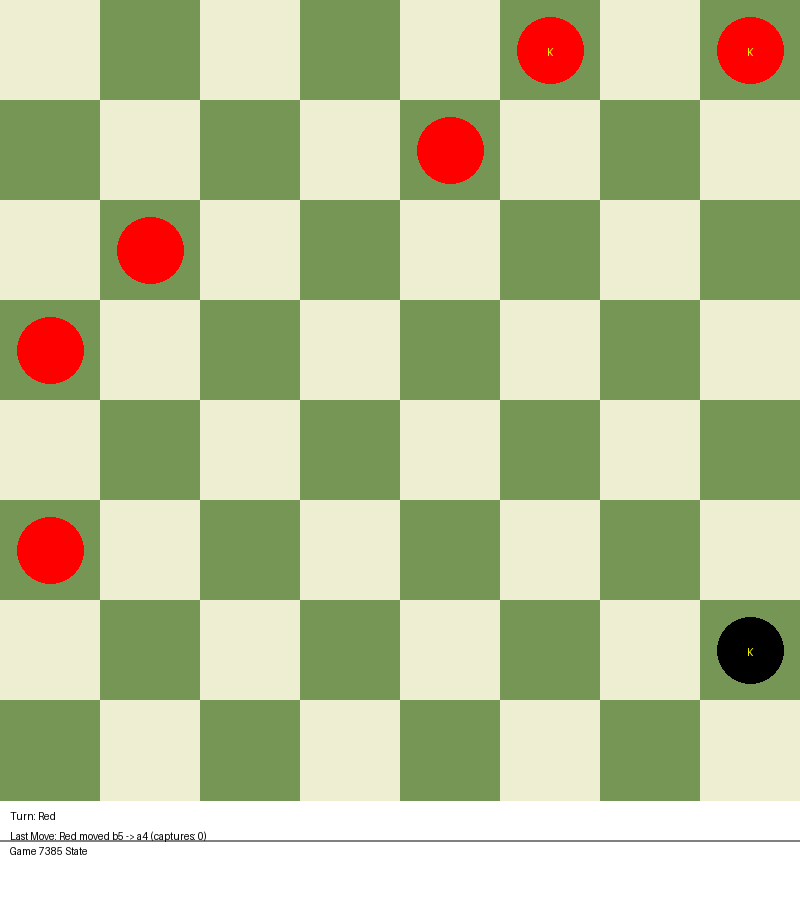 K K
K
Turn: Red
Last Move: Red moved b5 -> a4 (captures: 0)
Game 7385 State